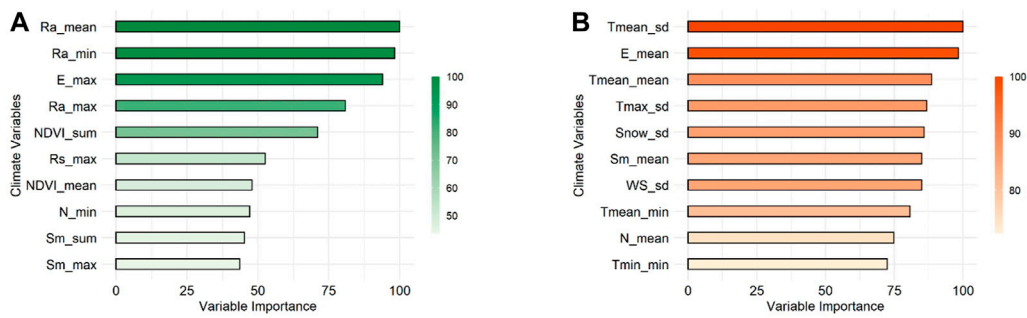 A
Climate Variables
Ra_mean
Ra_min
E_max
Ra_max
NDVI_sum
Rs_max
NDVI_mean
N_min
Sm_sum
Sm_max
0 25 50 75 100
Variable Importance
100
90
80
70
60
50
B
Climate Variables
Tmean_sd
E_mean
Tmean_mean
Tmax_sd
Snow_sd
Sm_mean
WS_sd
Tmean_min
N_mean
Tmin_min
0 25 50 75 100
Variable Importance
100
90
80